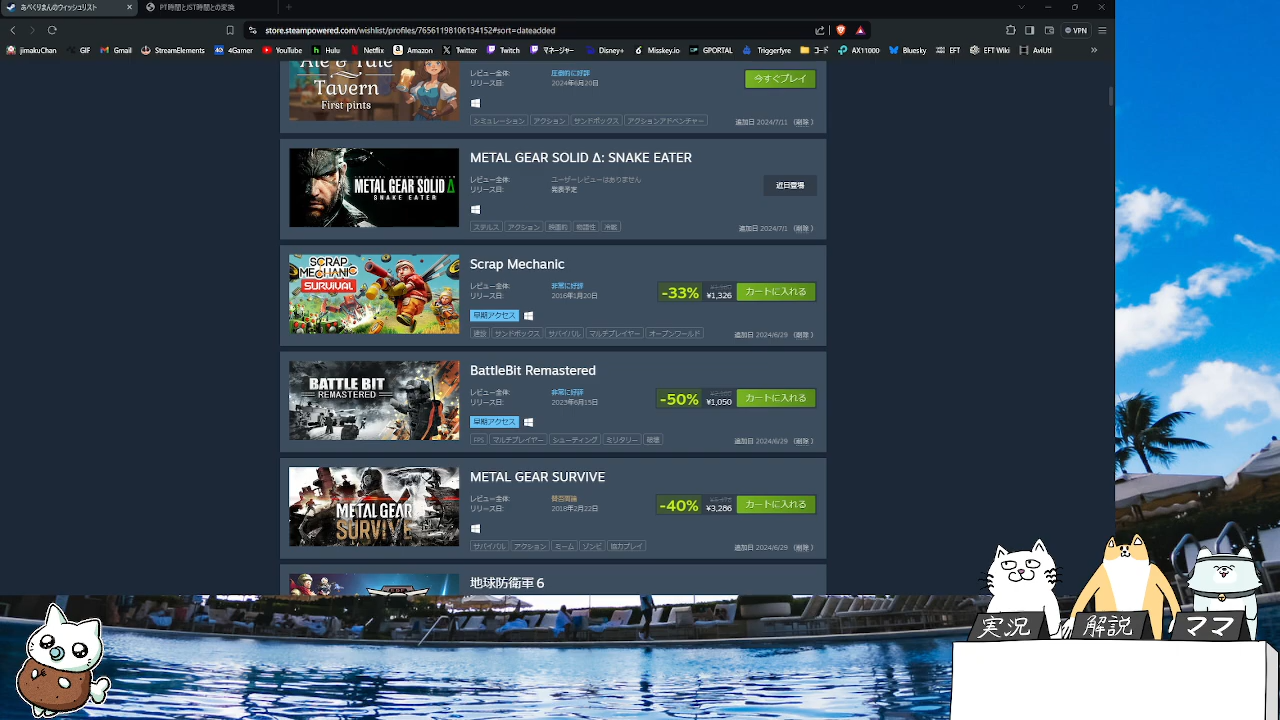 あべくりまんのウィッシュリスト
PT時間とJST時間との変換
store.steampowered.com/wishlist/profiles/76561198106134152#sort=dateadded
VPN
jimakuChan
GIF
Gmail
StreamElements
4Gamer
YouTube
Hulu
Netflix
Amazon
Twitter
Twitch
マネージャー
Disney+
Misskey.io
GPORTAL
Triggerfyre
コード
AX11000
Bluesky
EFT
EFT Wiki
AviUtl
Ale & Tale
Tavern
First pints
レビュー全体: 圧倒的に好評
リリース日: 2024年6月20日
今すぐプレイ
シミュレーション アクション サンドボックス アクションアドベンチャー
追加日 2024/7/11 (削除)
METAL GEAR SOLID Δ: SNAKE EATER
METAL GEAR SOLID Δ
SNAKE EATER
レビュー全体: ユーザーレビューはありません
リリース日: 発表予定
近日登場
ステルス アクション 映画的 物語性 冷戦
追加日 2024/7/1 (削除)
Scrap Mechanic
SCRAP MECHANIC
SURVIVAL
レビュー全体: 非常に好評
リリース日: 2016年1月20日
-33% ¥1,326 カートに入れる
早期アクセス
建設 サンドボックス サバイバル マルチプレイヤー オープンワールド
追加日 2024/6/29 (削除)
BattleBit Remastered
BATTLE BIT
REMASTERED
レビュー全体: 非常に好評
リリース日: 2023年6月15日
-50% ¥1,050 カートに入れる
早期アクセス
FPS マルチプレイヤー シューティング ミリタリー 破壊
追加日 2024/6/29 (削除)
METAL GEAR SURVIVE
METAL GEAR
SURVIVE
レビュー全体: 賛否両論
リリース日: 2018年2月22日
-40% ¥3,286 カートに入れる
サバイバル アクション ミーム ゾンビ 協力プレイ
追加日 2024/6/29 (削除)
地球防衛軍 6
実況
解説
ママ